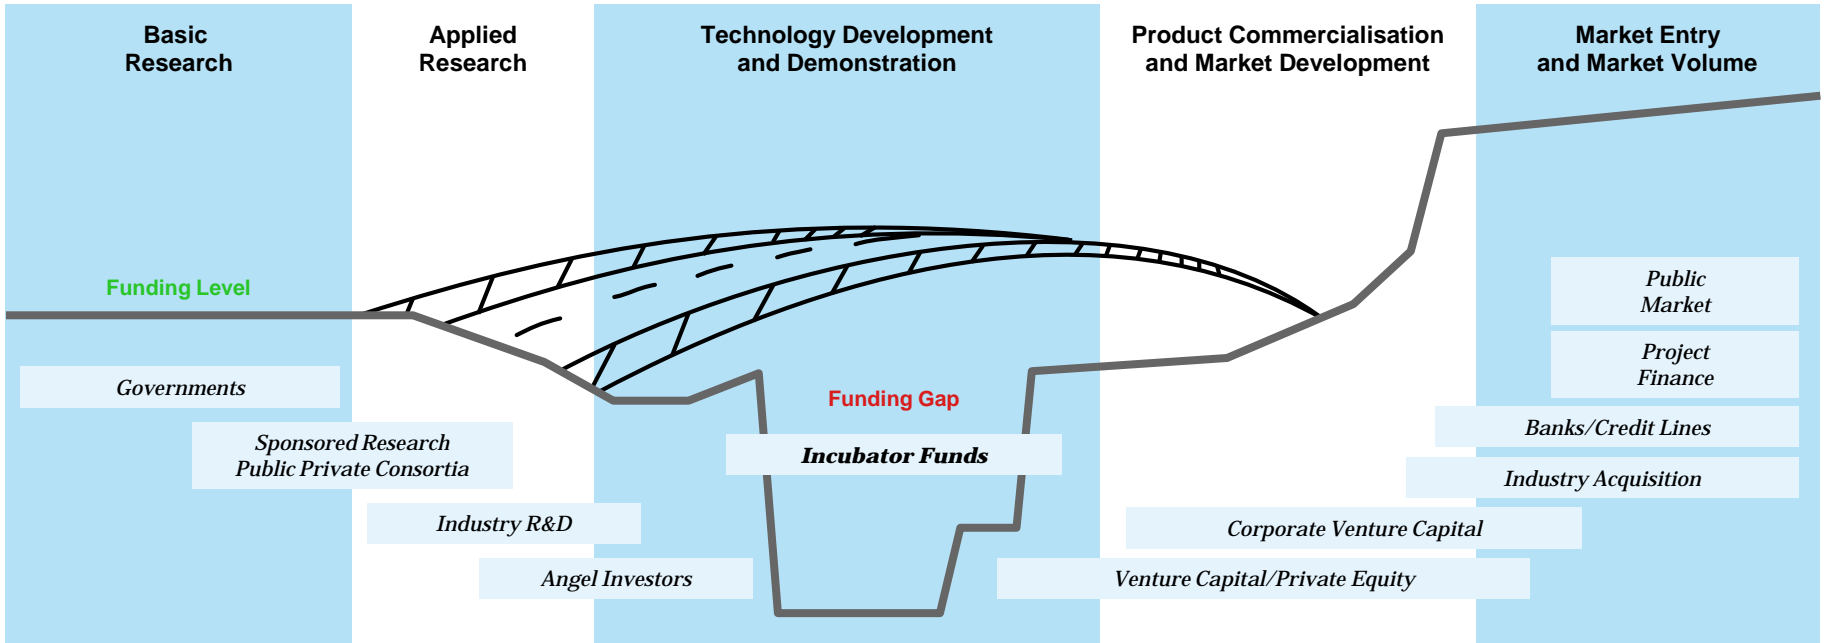 Basic
Research
Applied
Research
Technology Development
and Demonstration
Product Commercialisation
and Market Development
Market Entry
and Market Volume
Funding Level
Governments
Sponsored Research
Public Private Consortia
Industry R&D
Angel Investors
Funding Gap
Incubator Funds
Public
Market
Project
Finance
Banks/Credit Lines
Industry Acquisition
Corporate Venture Capital
Venture Capital/Private Equity